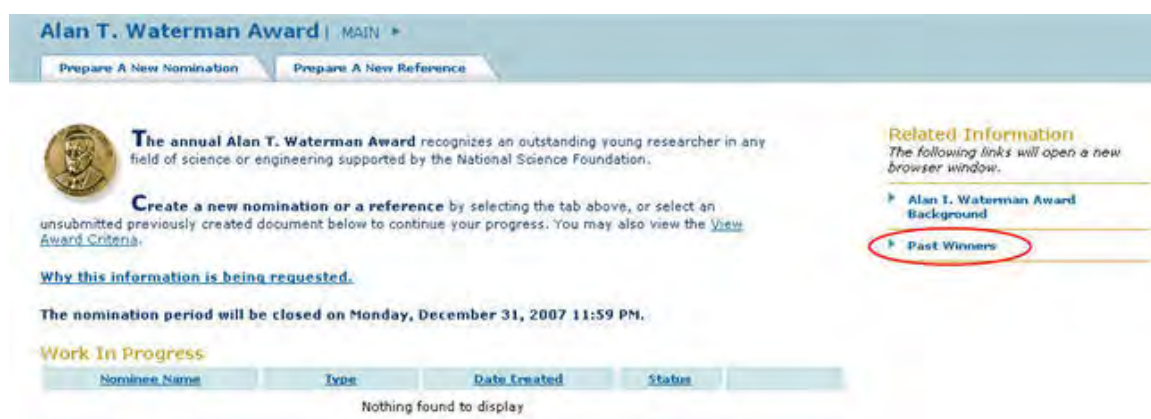 Alan T. Waterman Award | MAIN
Prepare A New Nomination
Prepare A New Reference
The annual Alan T. Waterman Award recognizes an outstanding young researcher in any
field of science or engineering supported by the National Science Foundation.
Create a new nomination or a reference by selecting the tab above, or select an
unsubmitted previously created document below to continue your progress. You may also view the View
Award Criteria.
Why this information is being requested.
The nomination period will be closed on Monday, December 31, 2007 11:59 PM.
Work In Progress
Nominee Name Type Date Created Status
Nothing found to display
Related Information
The following links will open a new
browser window.
Alan T. Waterman Award
Background
Past Winners